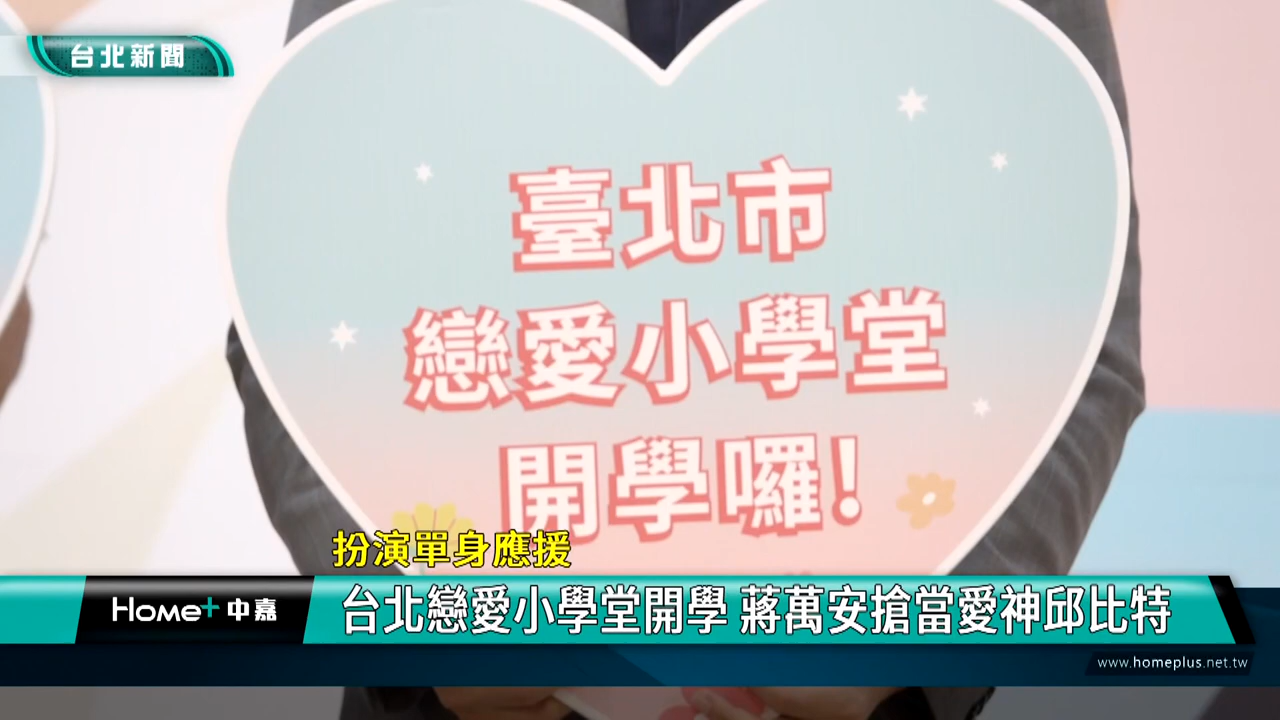 台北新聞
臺北市
戀愛小學堂
開學囉!
扮演單身應援
Home+ 中嘉
台北戀愛小學堂開學 蔣萬安搶當愛神邱比特
www.homeplus.net.tw